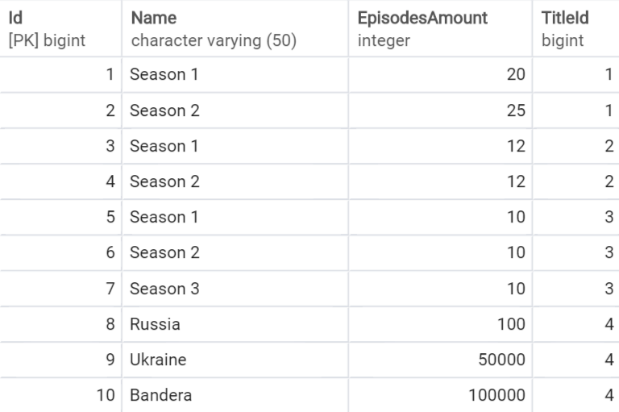 Id Name EpisodesAmount TitleId
[PK] bigint character varying (50) integer bigint
1 Season 1 20 1
2 Season 2 25 1
3 Season 1 12 2
4 Season 2 12 2
5 Season 1 10 3
6 Season 2 10 3
7 Season 3 10 3
8 Russia 100 4
9 Ukraine 50000 4
10 Bandera 100000 4